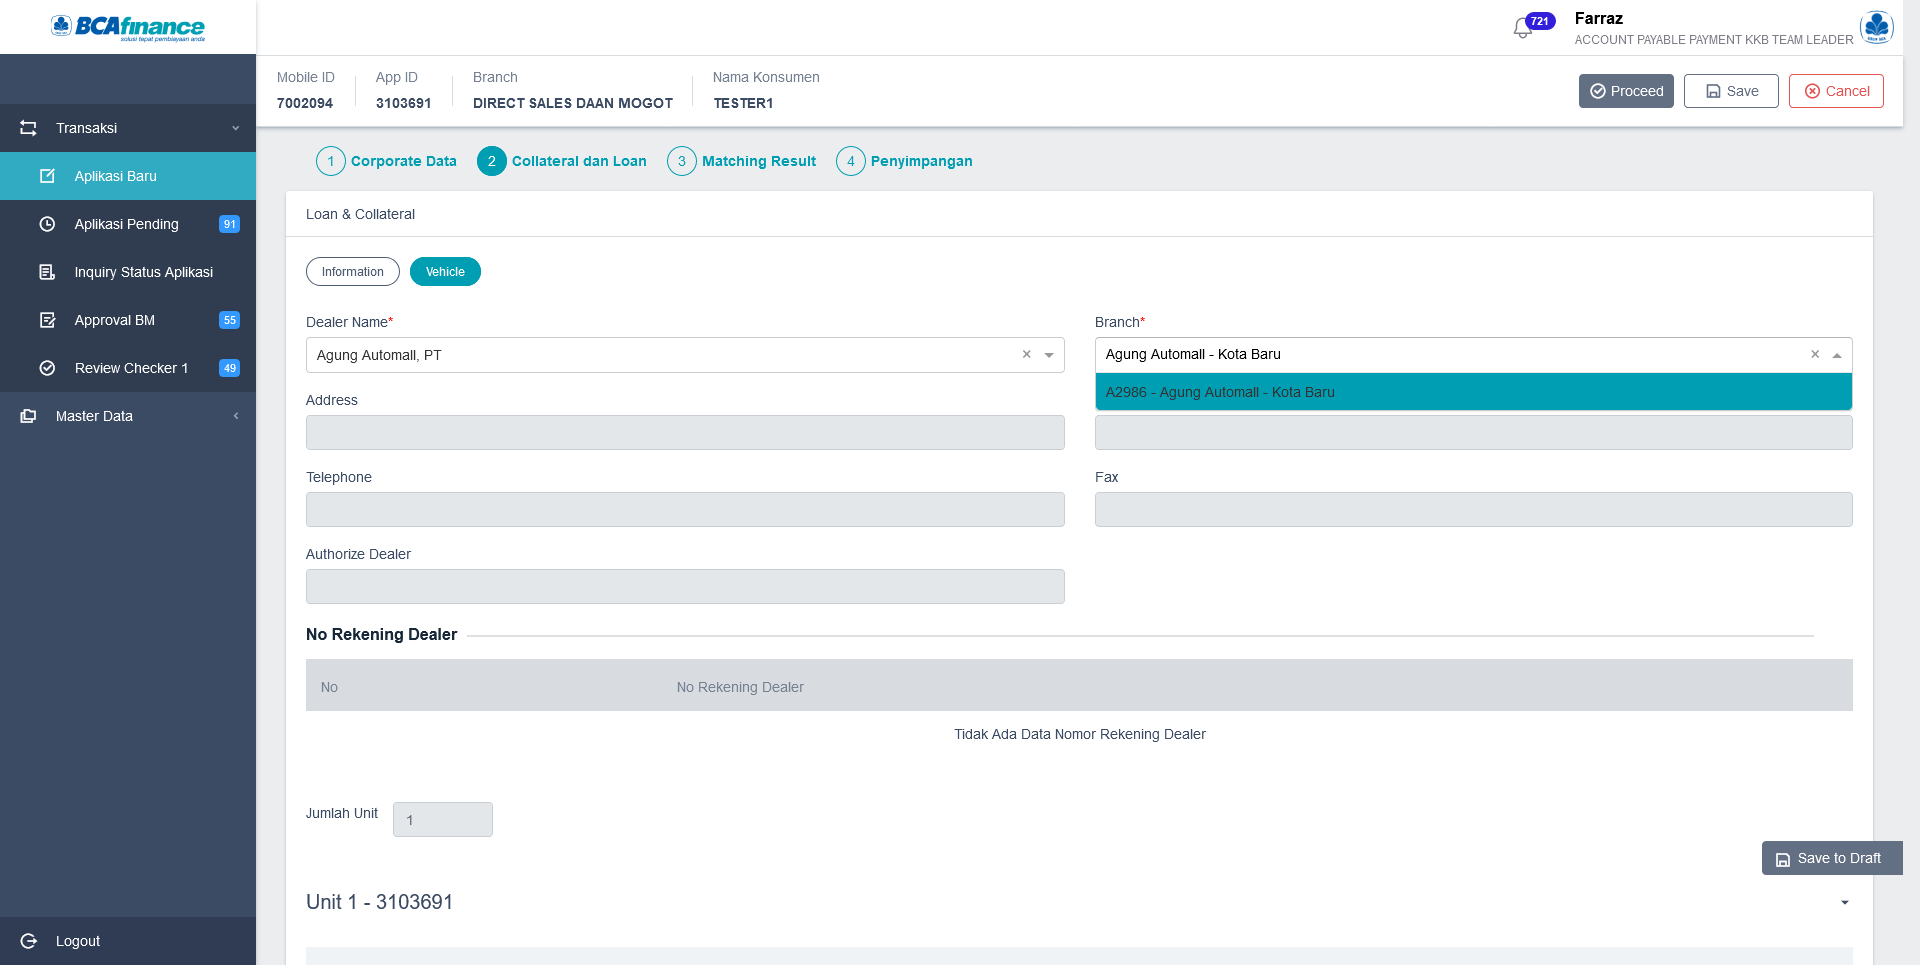 BCAfinance
solusi tepat pembiayaan anda
721
Farraz
ACCOUNT PAYABLE PAYMENT KKB TEAM LEADER
Mobile ID
7002094
App ID
3103691
Branch
DIRECT SALES DAAN MOGOT
Nama Konsumen
TESTER1
Proceed
Save
Cancel
Transaksi
Aplikasi Baru
Aplikasi Pending 91
Inquiry Status Aplikasi
Approval BM 55
Review Checker 1 49
Master Data
Logout
1 Corporate Data
2 Collateral dan Loan
3 Matching Result
4 Penyimpangan
Loan & Collateral
Information
Vehicle
Dealer Name*
Agung Automall, PT
Branch*
Agung Automall - Kota Baru
A2986 - Agung Automall - Kota Baru
Address
Telephone
Fax
Authorize Dealer
No Rekening Dealer
No
No Rekening Dealer
Tidak Ada Data Nomor Rekening Dealer
Jumlah Unit
1
Save to Draft
Unit 1 - 3103691